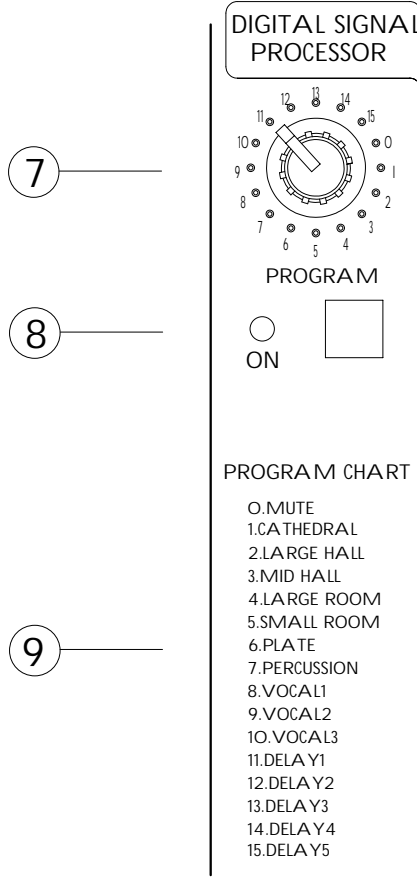 DIGITAL SIGNAL
PROCESSOR
13
12 14
11 15
10 0
9 1
8 2
7 3
6 4
5
7
PROGRAM
8
ON
PROGRAM CHART
0.MUTE
1.CATHEDRAL
2.LARGE HALL
3.MID HALL
4.LARGE ROOM
5.SMALL ROOM
9
6.PLATE
7.PERCUSSION
8.VOCAL1
9.VOCAL2
10.VOCAL3
11.DELAY1
12.DELAY2
13.DELAY3
14.DELAY4
15.DELAY5